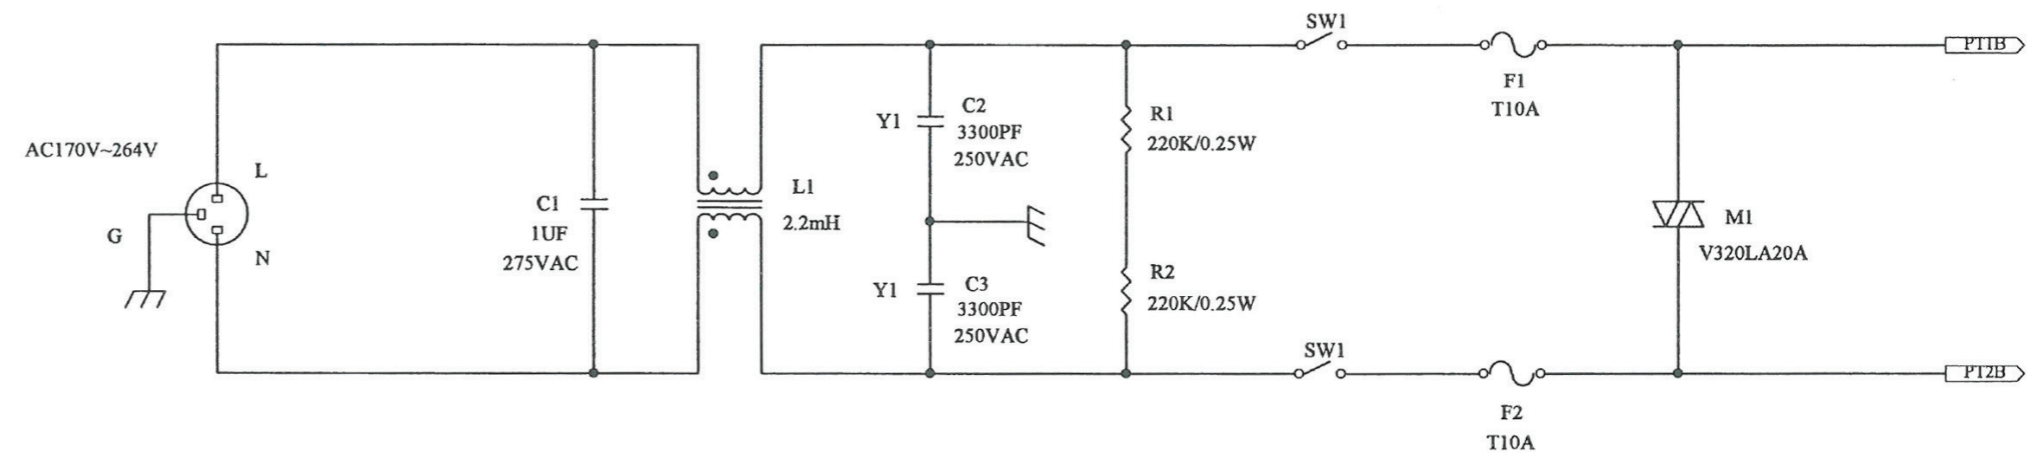 SW1
PT1B
F1
T10A
C2
Y1
3300PF
250VAC
R1
220K/0.25W
AC170V~264V
L
G
N
C1
1UF
275VAC
L1
2.2mH
M1
V320LA20A
C3
Y1
3300PF
250VAC
R2
220K/0.25W
SW1
PT2B
F2
T10A